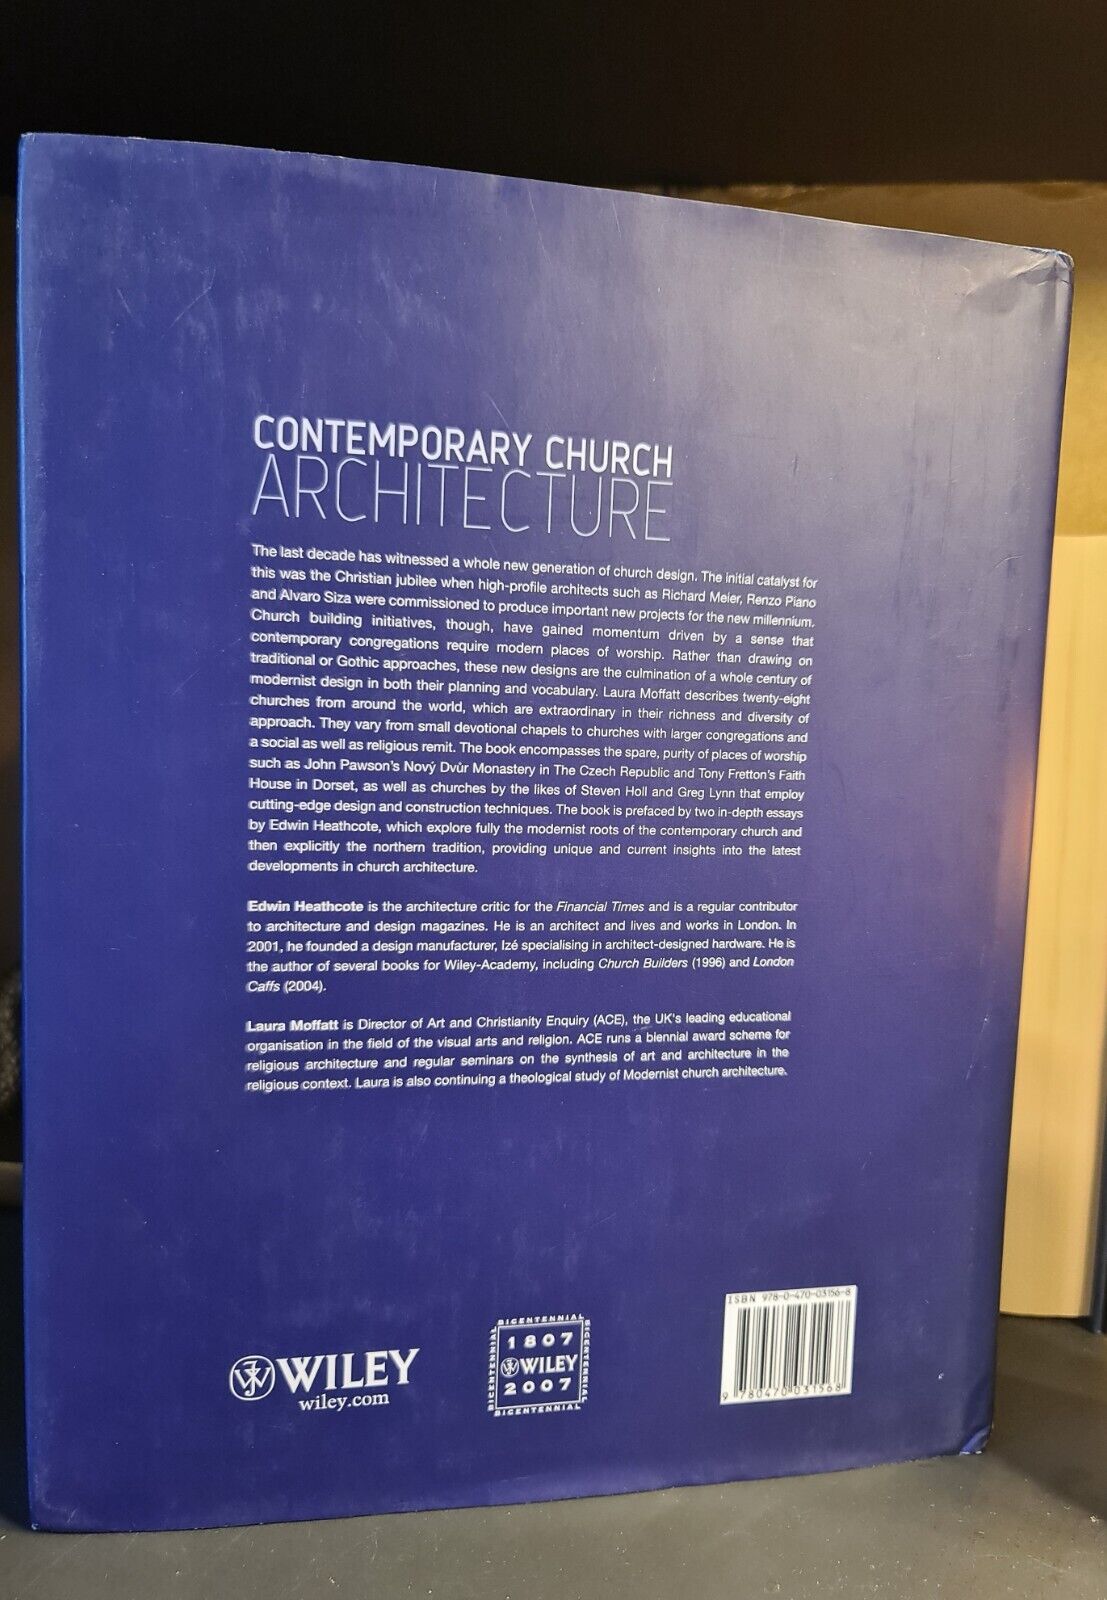 CONTEMPORARY CHURCH
ARCHITECTURE
The last decade has witnessed a whole new generation of church design. The initial catalyst for
this was the Christian jubilee when high-profile architects such as Richard Meier, Renzo Piano
and Alvaro Siza were commissioned to produce important new projects for the new millennium.
Church building initiatives, though, have gained momentum driven by a sense that
contemporary congregations require modern places of worship. Rather than drawing on
traditional or Gothic approaches, these new designs are the culmination of a whole century of
modernist design in both their planning and vocabulary. Laura Moffatt describes twenty-eight
churches from around the world, which are extraordinary in their richness and diversity of
approach. They vary from small devotional chapels to churches with larger congregations and
a social as well as religious remit. The book encompasses the spare, purity of places of worship
such as John Pawson's Nový Dvůr Monastery in The Czech Republic and Tony Fretton's Faith
House in Dorset, as well as churches by the likes of Steven Holl and Greg Lynn that employ
cutting-edge design and construction techniques. The book is prefaced by two in-depth essays
by Edwin Heathcote, which explore fully the modernist roots of the contemporary church and
then explicitly the northern tradition, providing unique and current insights into the latest
developments in church architecture.
Edwin Heathcote is the architecture critic for the Financial Times and is a regular contributor
to architecture and design magazines. He is an architect and lives and works in London. In
2001, he founded a design manufacturer, Izé specialising in architect-designed hardware. He is
the author of several books for Wiley-Academy, including Church Builders (1996) and London
Caffs (2004).
Laura Moffatt is Director of Art and Christianity Enquiry (ACE), the UK's leading educational
organisation in the field of the visual arts and religion. ACE runs a biennial award scheme for
religious architecture and regular seminars on the synthesis of art and architecture in the
religious context. Laura is also continuing a theological study of Modernist church architecture.
WILEY
wiley.com
BICENTENNIAL
BICENTENNIAL
1807
WILEY
2007
BICENTENNIAL
BICENTENNIAL
ISBN 978-0-470-03156-8
9 780470 031568